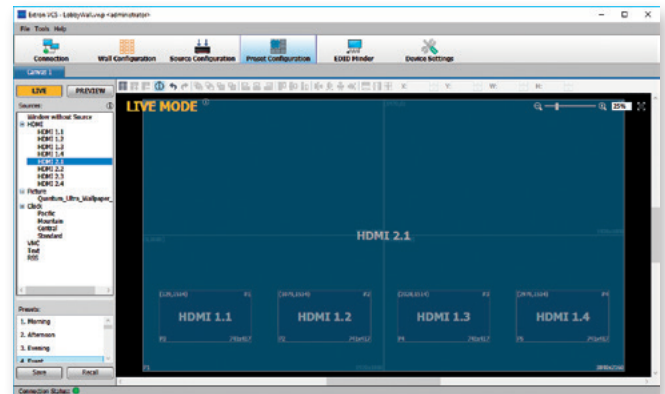 Extron VCS - LobbyWall.vwp <administrator>
File Tools Help
Connection Wall Configuration Source Configuration Preset Configuration EDID Minder Device Settings
Canvas 1
LIVE PREVIEW
X: Y: W: H:
Sources:
LIVE MODE
25%
Window without Source
HDMI
HDMI 1.1
HDMI 1.2
HDMI 1.3
HDMI 1.4
HDMI 2.1
HDMI 2.2
HDMI 2.3
HDMI 2.4
Picture
Quantum_Ultra_Wallpaper_
Clock
Pacific
Mountain
Central
Standard
VNC
Text
RSS
HDMI 2.1
HDMI 1.1
HDMI 1.2
HDMI 1.3
HDMI 1.4
Presets:
1. Morning
2. Afternoon
3. Evening
4. Event
Save Recall
Connection Status: